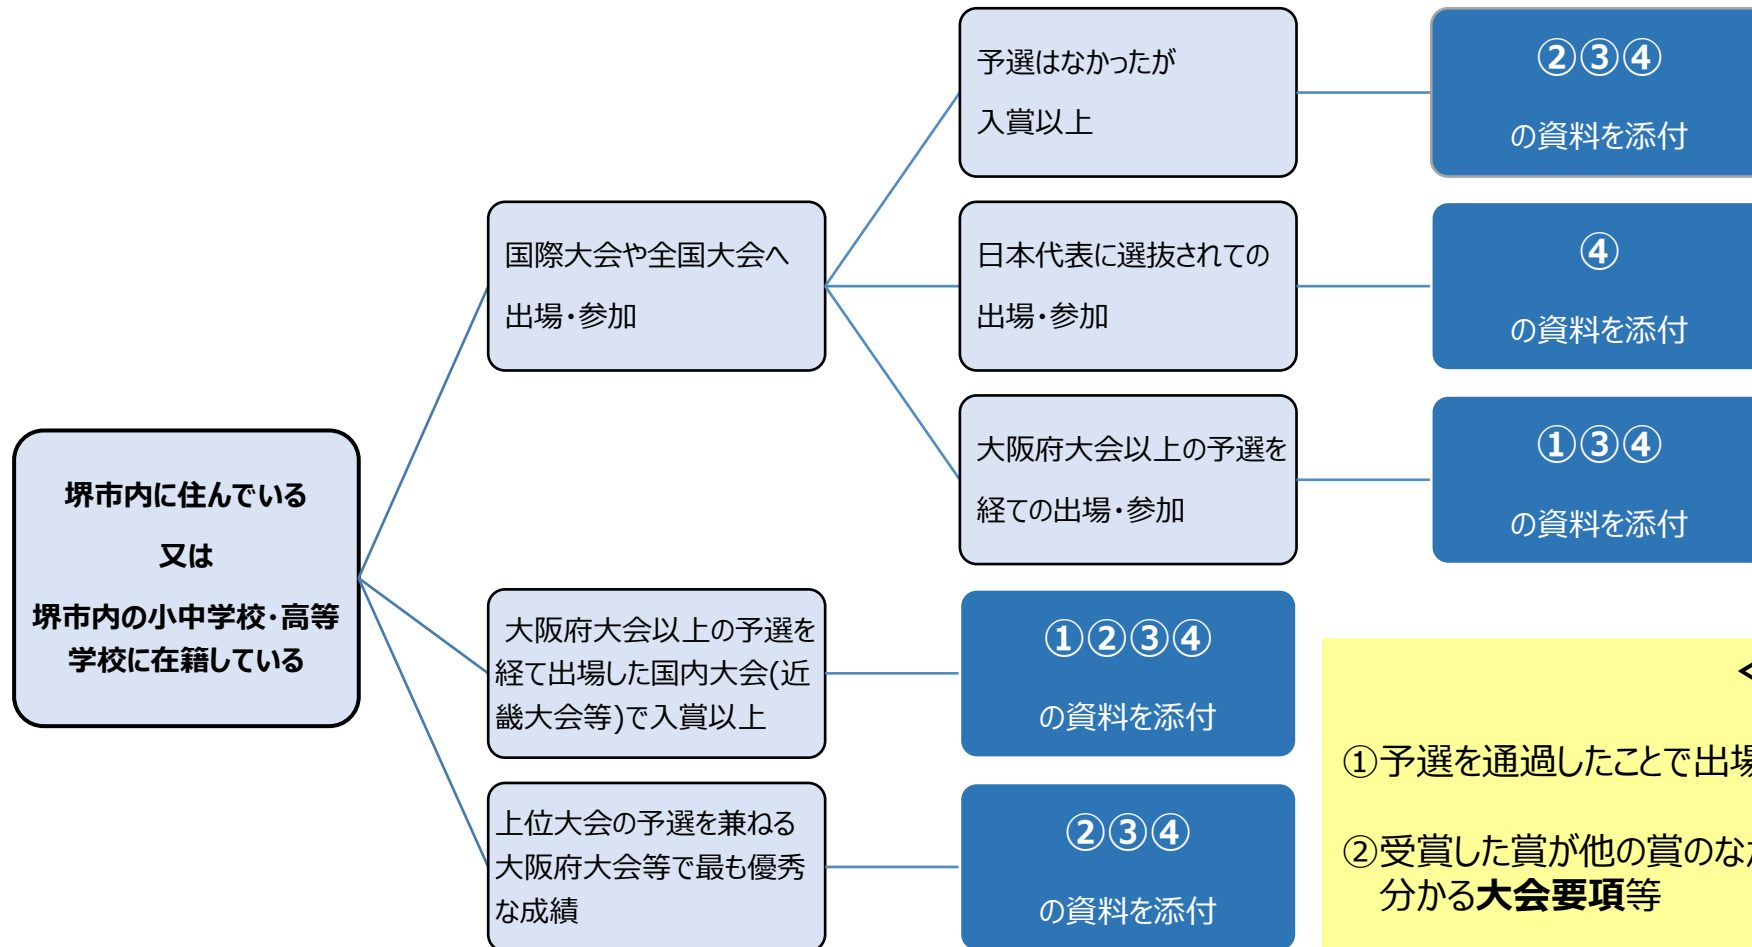 予選はなかったが
入賞以上
②③④
の資料を添付
国際大会や全国大会へ
出場・参加
日本代表に選抜されての
出場・参加
④
の資料を添付
大阪府大会以上の予選を
経ての出場・参加
①③④
の資料を添付
堺市内に住んでいる
又は
堺市内の小中学校・高等
学校に在籍している
大阪府大会以上の予選を
経て出場した国内大会(近
畿大会等)で入賞以上
①②③④
の資料を添付
上位大会の予選を兼ねる
大阪府大会等で最も優秀
な成績
②③④
の資料を添付
①予選を通過したことで出場
②受賞した賞が他の賞のな
分かる大会要項等